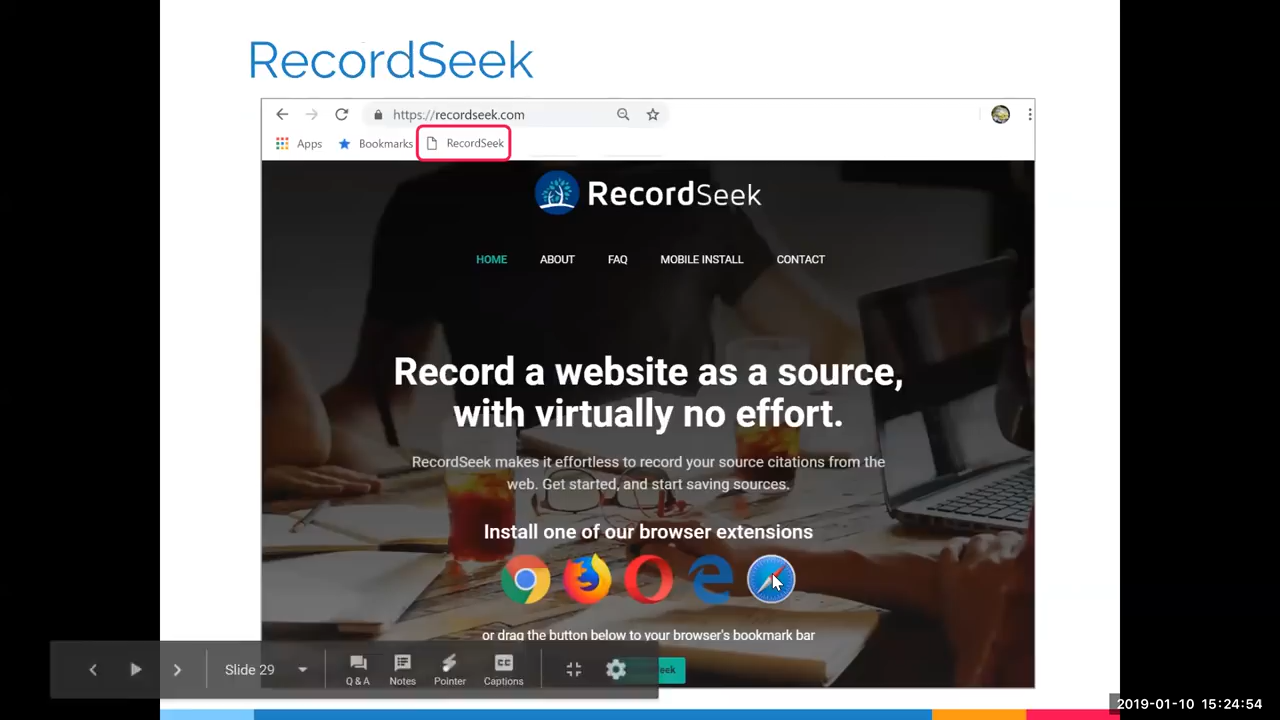 RecordSeek
https://recordseek.com
Apps Bookmarks RecordSeek
RecordSeek
HOME ABOUT FAQ MOBILE INSTALL CONTACT
Record a website as a source,
with virtually no effort.
RecordSeek makes it effortless to record your source citations from the
web. Get started, and start saving sources.
Install one of our browser extensions
or drag the button below to your browser's bookmark bar
Slide 29
Q & A Notes Pointer CC Captions
2019-01-10 15:24:54